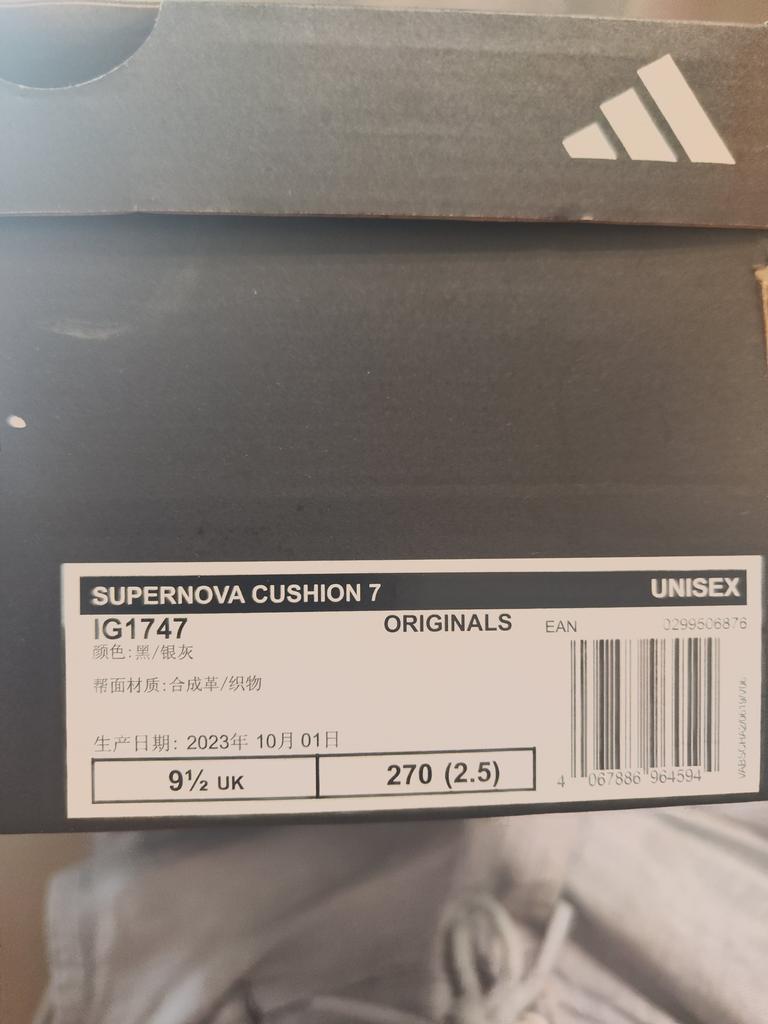 SUPERNOVA CUSHION 7 UNISEX
IG1747 ORIGINALS EAN 0299506876
颜色:黑/银灰
帮面材质:合成革/织物
生产日期: 2023年 10月 01日
9½ UK 270 (2.5)
4 067886 964594